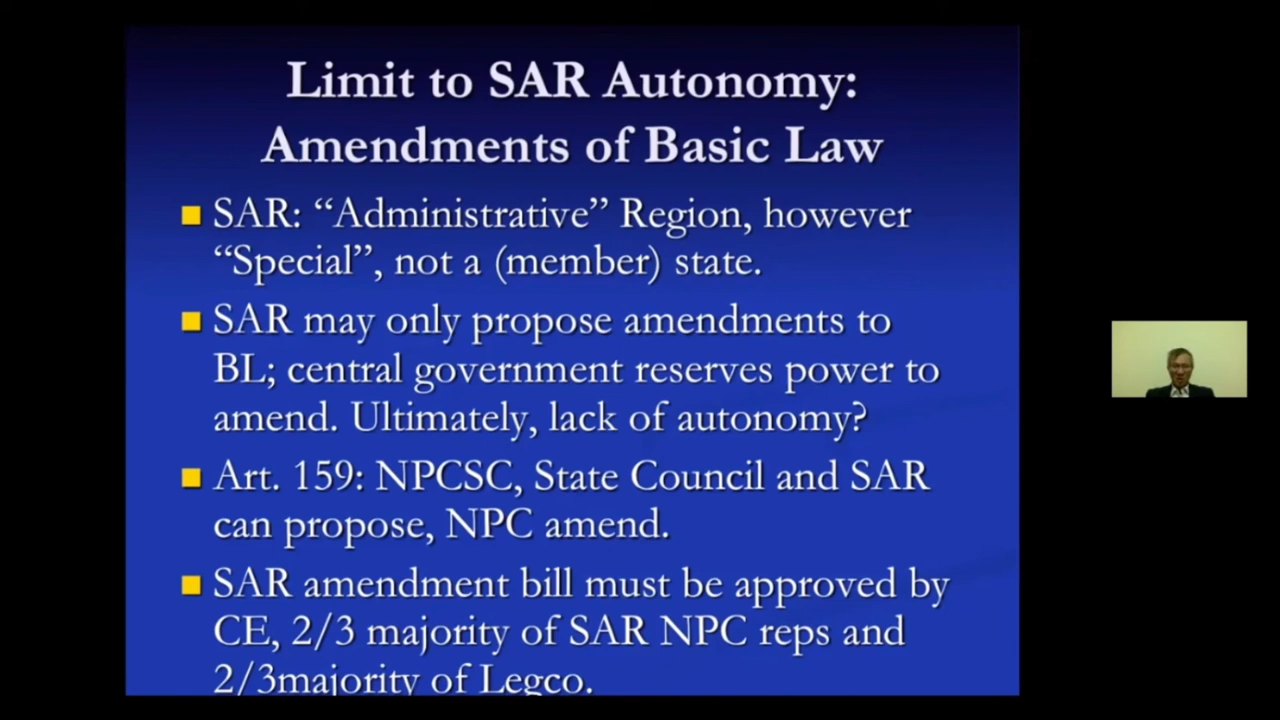 Limit to SAR Autonomy:
Amendments of Basic Law
SAR: “Administrative” Region, however
“Special”, not a (member) state.
SAR may only propose amendments to
BL; central government reserves power to
amend. Ultimately, lack of autonomy?
Art. 159: NPCSC, State Council and SAR
can propose, NPC amend.
SAR amendment bill must be approved by
CE, 2/3 majority of SAR NPC reps and
2/3majority of Legco.